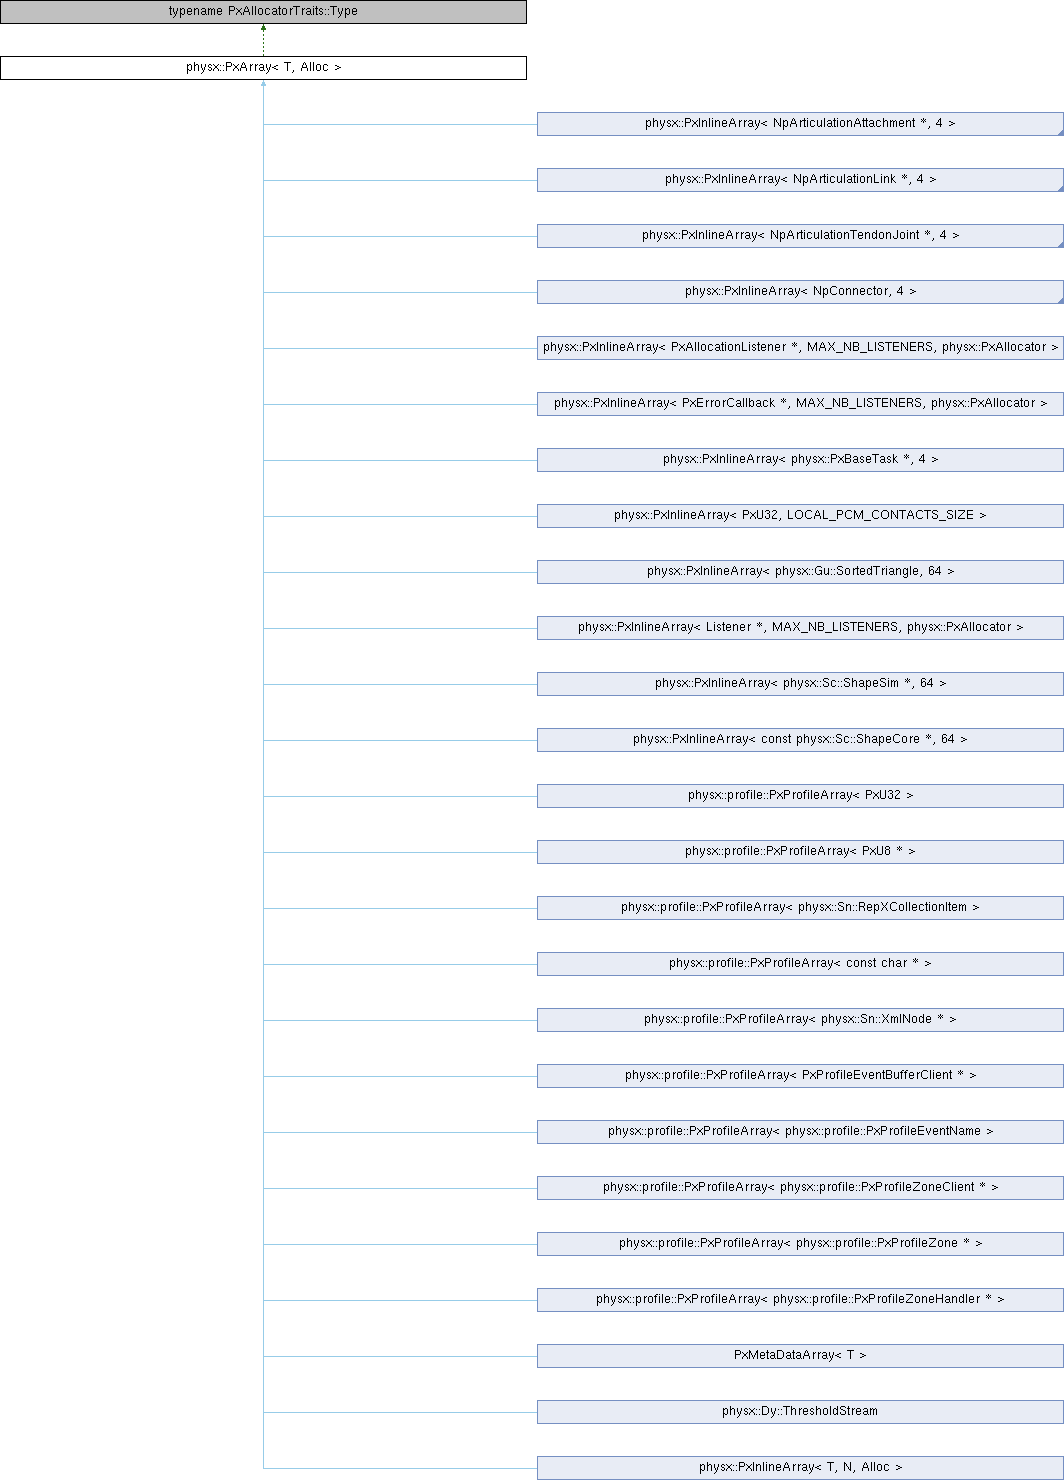 typename PxAllocatorTraits::Type
physx::PxArray< T, Alloc >
physx::PxInlineArray< NpArticulationAttachment *, 4 >
physx::PxInlineArray< NpArticulationLink *, 4 >
physx::PxInlineArray< NpArticulationTendonJoint *, 4 >
physx::PxInlineArray< NpConnector, 4 >
physx::PxInlineArray< PxAllocationListener *, MAX_NB_LISTENERS, physx::PxAllocator >
physx::PxInlineArray< PxErrorCallback *, MAX_NB_LISTENERS, physx::PxAllocator >
physx::PxInlineArray< physx::PxBaseTask *, 4 >
physx::PxInlineArray< PxU32, LOCAL_PCM_CONTACTS_SIZE >
physx::PxInlineArray< physx::Gu::SortedTriangle, 64 >
physx::PxInlineArray< Listener *, MAX_NB_LISTENERS, physx::PxAllocator >
physx::PxInlineArray< physx::Sc::ShapeSim *, 64 >
physx::PxInlineArray< const physx::Sc::ShapeCore *, 64 >
physx::profile::PxProfileArray< PxU32 >
physx::profile::PxProfileArray< PxU8 * >
physx::profile::PxProfileArray< physx::Sn::RepXCollectionItem >
physx::profile::PxProfileArray< const char * >
physx::profile::PxProfileArray< physx::Sn::XmlNode * >
physx::profile::PxProfileArray< PxProfileEventBufferClient * >
physx::profile::PxProfileArray< physx::profile::PxProfileEventName >
physx::profile::PxProfileArray< physx::profile::PxProfileZoneClient * >
physx::profile::PxProfileArray< physx::profile::PxProfileZone * >
physx::profile::PxProfileArray< physx::profile::PxProfileZoneHandler * >
PxMetaDataArray< T >
physx::Dy::ThresholdStream
physx::PxInlineArray< T, N, Alloc >